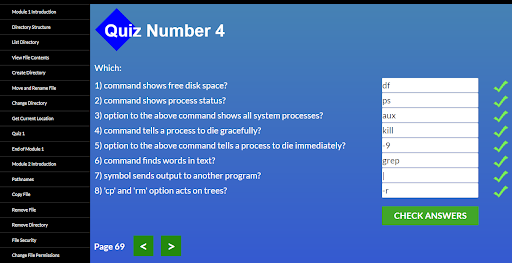 Module 1 Introduction
Directory Structure
List Directory
View File Contents
Create Directory
Move and Rename File
Change Directory
Get Current Location
Quiz 1
End of Module 1
Module 2 Introduction
Pathnames
Copy File
Remove File
Remove Directory
File Security
Change File Permissions
Quiz Number 4
Which:
1) command shows free disk space? df
2) command shows process status? ps
3) option to the above command shows all system processes? aux
4) command tells a process to die gracefully? kill
5) option to the above command tells a process to die immediately? -9
6) command finds words in text? grep
7) symbol sends output to another program? |
8) 'cp' and 'rm' option acts on trees? -r
CHECK ANSWERS
Page 69 < >